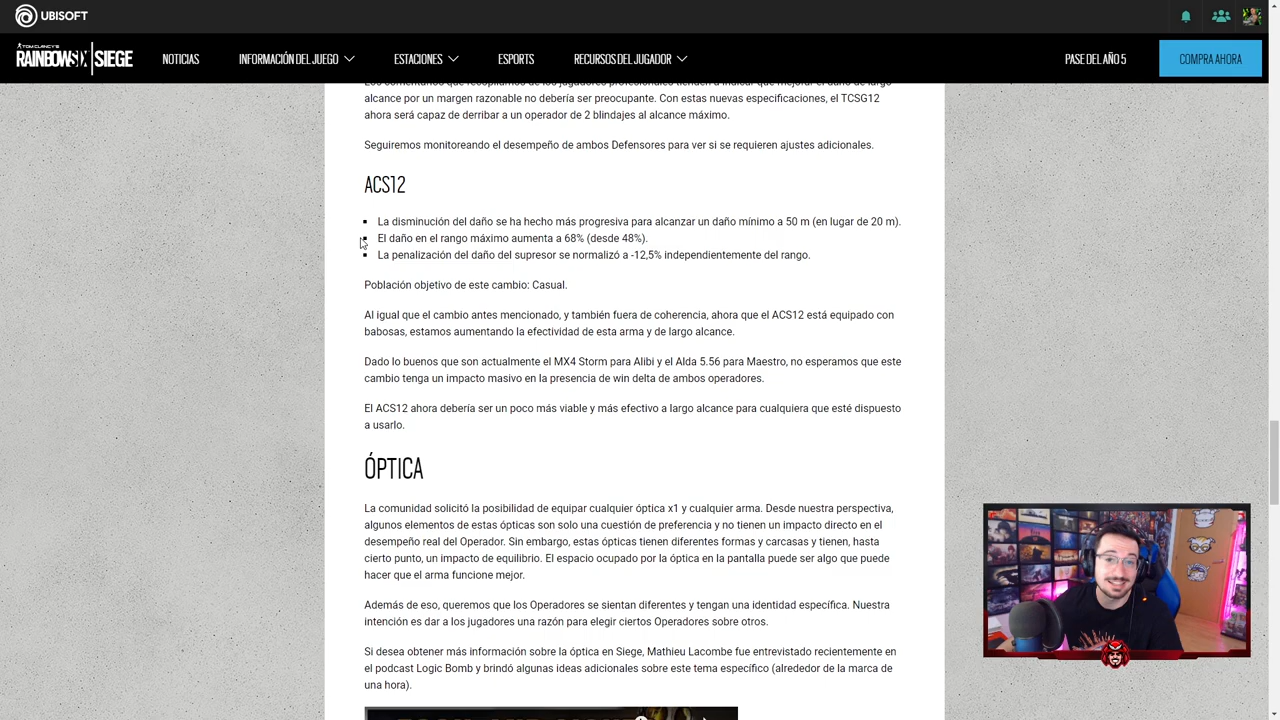 UBISOFT
TOM CLANCY'S
RAINBOW SIX | SIEGE
NOTICIAS
INFORMACIÓN DEL JUEGO
ESTACIONES
ESPORTS
RECURSOS DEL JUGADOR
PASE DEL AÑO 5
COMPRA AHORA
Los comentarios que recopilamos de los jugadores profesionales tienden a indicar que mejorar el daño de largo
alcance por un margen razonable no debería ser preocupante. Con estas nuevas especificaciones, el TCSG12
ahora será capaz de derribar a un operador de 2 blindajes al alcance máximo.
Seguiremos monitoreando el desempeño de ambos Defensores para ver si se requieren ajustes adicionales.
ACS12
La disminución del daño se ha hecho más progresiva para alcanzar un daño mínimo a 50 m (en lugar de 20 m).
El daño en el rango máximo aumenta a 68% (desde 48%).
La penalización del daño del supresor se normalizó a -12,5% independientemente del rango.
Población objetivo de este cambio: Casual.
Al igual que el cambio antes mencionado, y también fuera de coherencia, ahora que el ACS12 está equipado con
babosas, estamos aumentando la efectividad de esta arma y de largo alcance.
Dado lo buenos que son actualmente el MX4 Storm para Alibi y el Alda 5.56 para Maestro, no esperamos que este
cambio tenga un impacto masivo en la presencia de win delta de ambos operadores.
El ACS12 ahora debería ser un poco más viable y más efectivo a largo alcance para cualquiera que esté dispuesto
a usarlo.
ÓPTICA
La comunidad solicitó la posibilidad de equipar cualquier óptica x1 y cualquier arma. Desde nuestra perspectiva,
algunos elementos de estas ópticas son solo una cuestión de preferencia y no tienen un impacto directo en el
desempeño real del Operador. Sin embargo, estas ópticas tienen diferentes formas y carcasas y tienen, hasta
cierto punto, un impacto de equilibrio. El espacio ocupado por la óptica en la pantalla puede ser algo que puede
hacer que el arma funcione mejor.
Además de eso, queremos que los Operadores se sientan diferentes y tengan una identidad específica. Nuestra
intención es dar a los jugadores una razón para elegir ciertos Operadores sobre otros.
Si desea obtener más información sobre la óptica en Siege, Mathieu Lacombe fue entrevistado recientemente en
el podcast Logic Bomb y brindó algunas ideas adicionales sobre este tema específico (alrededor de la marca de
una hora).